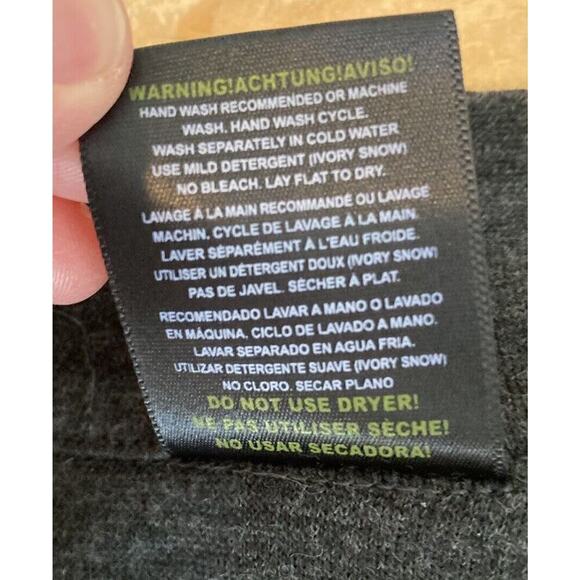 WARNING!ACHTUNG!AVISO!
HAND WASH RECOMMENDED OR MACHINE
WASH. HAND WASH CYCLE.
WASH SEPARATELY IN COLD WATER
USE MILD DETERGENT (IVORY SNOW)
NO BLEACH. LAY FLAT TO DRY.
LAVAGE À LA MAIN RECOMMANDÉ OU LAVAGE
MACHIN. CYCLE DE LAVAGE À LA MAIN.
LAVER SÉPARÉMENT À L'EAU FROIDE.
UTILISER UN DÉTERGENT DOUX (IVORY SNOW)
PAS DE JAVEL. SÉCHER À PLAT.
RECOMENDADO LAVAR A MANO O LAVADO
EN MÁQUINA. CICLO DE LAVADO A MANO.
LAVAR SEPARADO EN AGUA FRIA.
UTILIZAR DETERGENTE SUAVE (IVORY SNOW)
NO CLORO. SECAR PLANO
DO NOT USE DRYER!
NE PAS UTILISER SÈCHE!
NO USAR SECADORA!